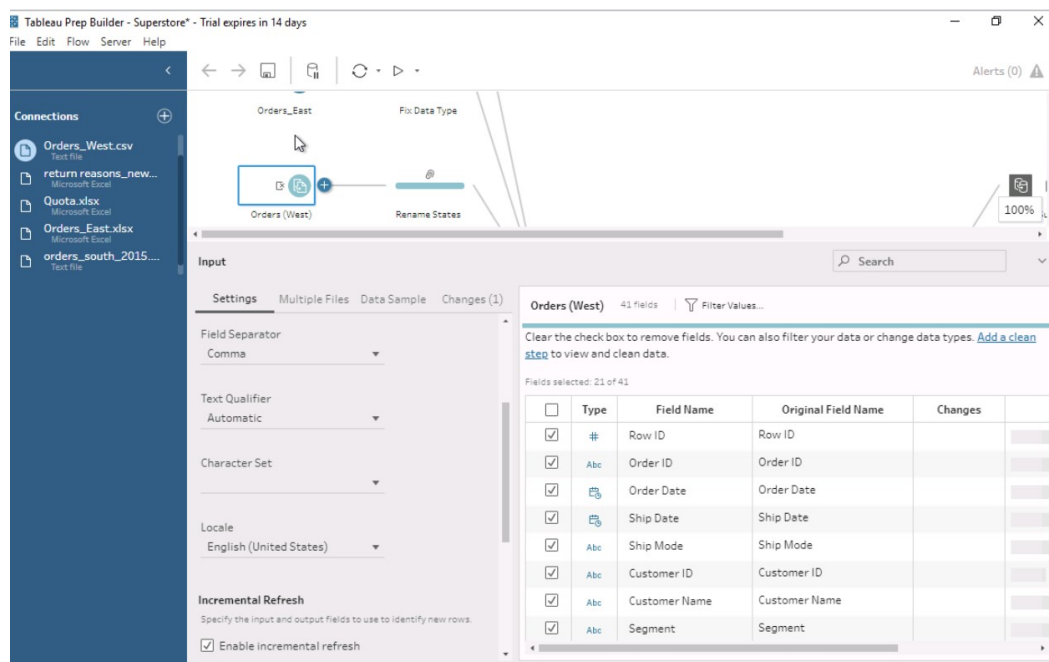 Tableau Prep Builder - Superstore* - Trial expires in 14 days
File Edit Flow Server Help
Alerts (0)
Connections
Orders_West.csv
Text file
return reasons_new...
Microsoft Excel
Quota.xlsx
Microsoft Excel
Orders_East.xlsx
Microsoft Excel
orders_south_2015....
Text file
Orders_East
Fix Data Type
Orders (West)
Rename States
100%
Input
Search
Settings Multiple Files Data Sample Changes (1)
Field Separator
Comma
Text Qualifier
Automatic
Character Set
Locale
English (United States)
Incremental Refresh
Specify the input and output fields to use to identify new rows.
Enable incremental refresh
Orders (West) 41 fields Filter Values...
Clear the check box to remove fields. You can also filter your data or change data types. Add a clean
step to view and clean data.
Fields selected: 21 of 41
Type Field Name Original Field Name Changes
# Row ID Row ID
Abc Order ID Order ID
Order Date Order Date
Ship Date Ship Date
Abc Ship Mode Ship Mode
Abc Customer ID Customer ID
Abc Customer Name Customer Name
Abc Segment Segment